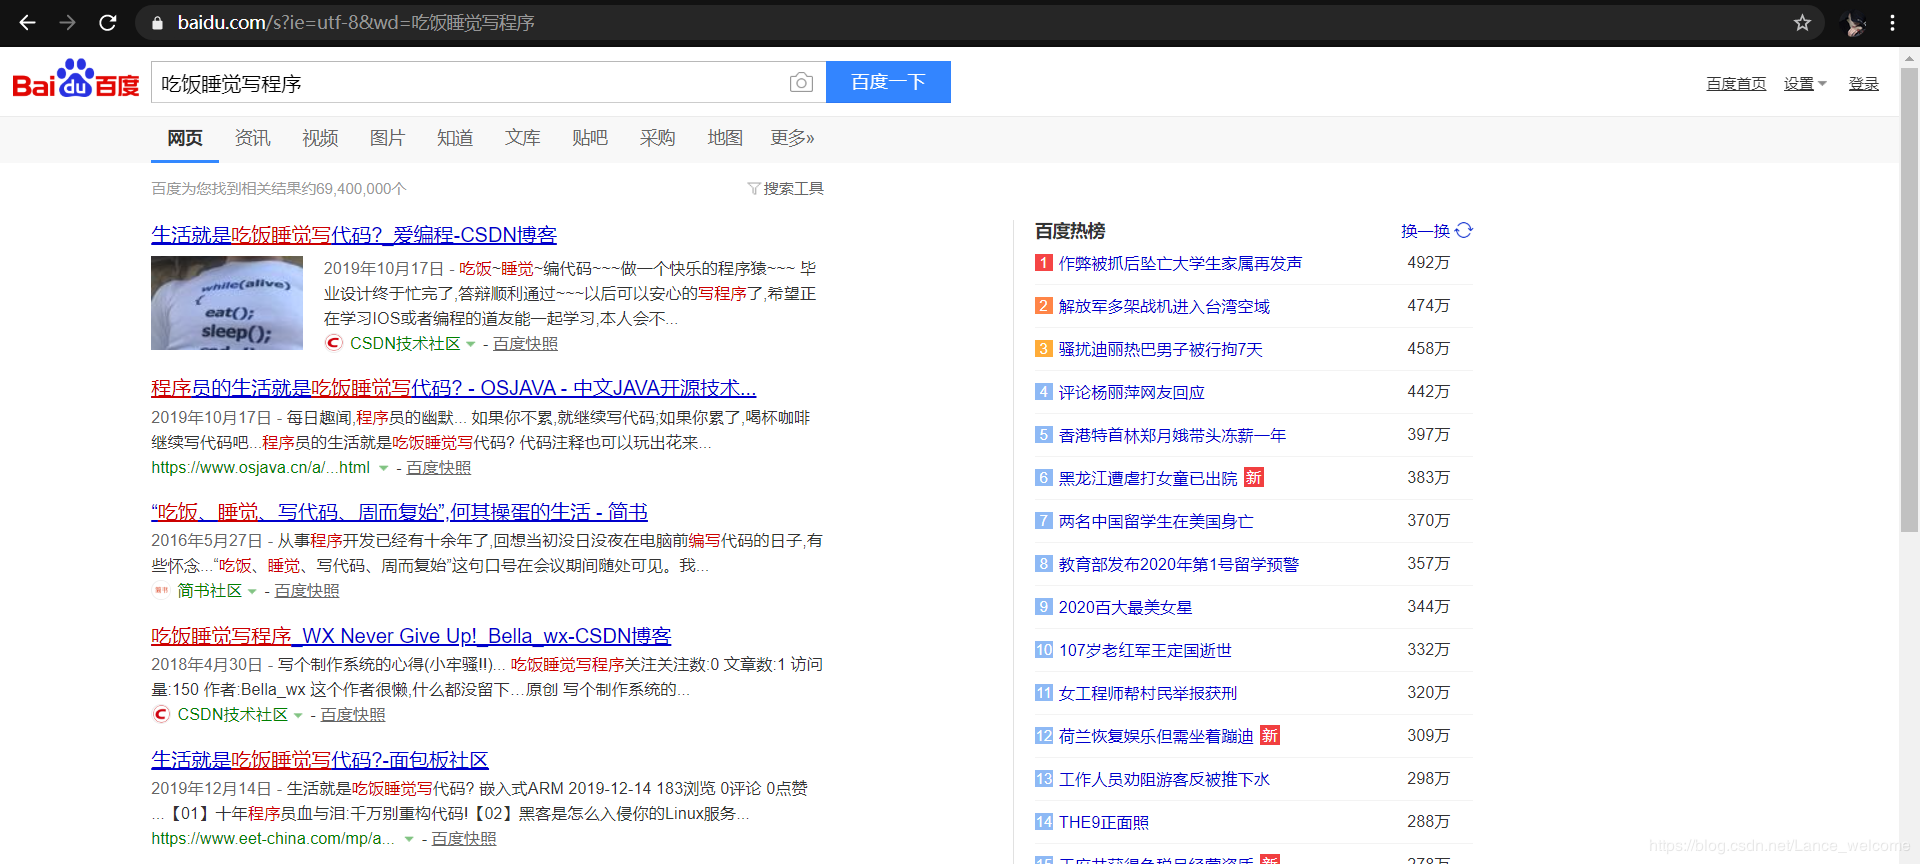 baidu.com/s?ie=utf-8&wd=吃饭睡觉写程序
Bai du 百度
吃饭睡觉写程序
百度一下
百度首页 设置 登录
网页 资讯 视频 图片 知道 文库 贴吧 采购 地图 更多»
百度为您找到相关结果约69,400,000个
搜索工具
生活就是吃饭睡觉写代码?_爱编程-CSDN博客
while(alive)
{
eat();
sleep();
2019年10月17日 - 吃饭~睡觉~编代码~~~做一个快乐的程序猿~~~ 毕
业设计终于忙完了,答辩顺利通过~~~以后可以安心的写程序了,希望正
在学习IOS或者编程的道友能一起学习,本人会不...
CSDN技术社区 - 百度快照
程序员的生活就是吃饭睡觉写代码? - OSJAVA - 中文JAVA开源技术...
2019年10月17日 - 每日趣闻,程序员的幽默... 如果你不累,就继续写代码;如果你累了,喝杯咖啡
继续写代码吧...程序员的生活就是吃饭睡觉写代码? 代码注释也可以玩出花来...
https://www.osjava.cn/a/...html - 百度快照
“吃饭、睡觉、写代码、周而复始”,何其操蛋的生活 - 简书
2016年5月27日 - 从事程序开发已经有十余年了,回想当初没日没夜在电脑前编写代码的日子,有
些怀念...“吃饭、睡觉、写代码、周而复始”这句口号在会议期间随处可见。我...
简书 简书社区 - 百度快照
吃饭睡觉写程序_WX Never Give Up!_Bella_wx-CSDN博客
2018年4月30日 - 写个制作系统的心得(小牢骚!!)... 吃饭睡觉写程序关注关注数:0 文章数:1 访问
量:150 作者:Bella_wx 这个作者很懒,什么都没留下…原创 写个制作系统的...
CSDN技术社区 - 百度快照
生活就是吃饭睡觉写代码?-面包板社区
2019年12月14日 - 生活就是吃饭睡觉写代码? 嵌入式ARM 2019-12-14 183浏览 0评论 0点赞
...【01】十年程序员血与泪:千万别重构代码!【02】黑客是怎么入侵你的Linux服务...
https://www.eet-china.com/mp/a... - 百度快照
百度热榜 换一换
1 作弊被抓后坠亡大学生家属再发声 492万
2 解放军多架战机进入台湾空域 474万
3 骚扰迪丽热巴男子被行拘7天 458万
4 评论杨丽萍网友回应 442万
5 香港特首林郑月娥带头冻薪一年 397万
6 黑龙江遭虐打女童已出院 新 383万
7 两名中国留学生在美国身亡 370万
8 教育部发布2020年第1号留学预警 357万
9 2020百大最美女星 344万
10 107岁老红军王定国逝世 332万
11 女工程师帮村民举报获刑 320万
12 荷兰恢复娱乐但需坐着蹦迪 新 309万
13 工作人员劝阻游客反被推下水 298万
14 THE9正面照 288万
https://blog.csdn.net/Lance_welcome